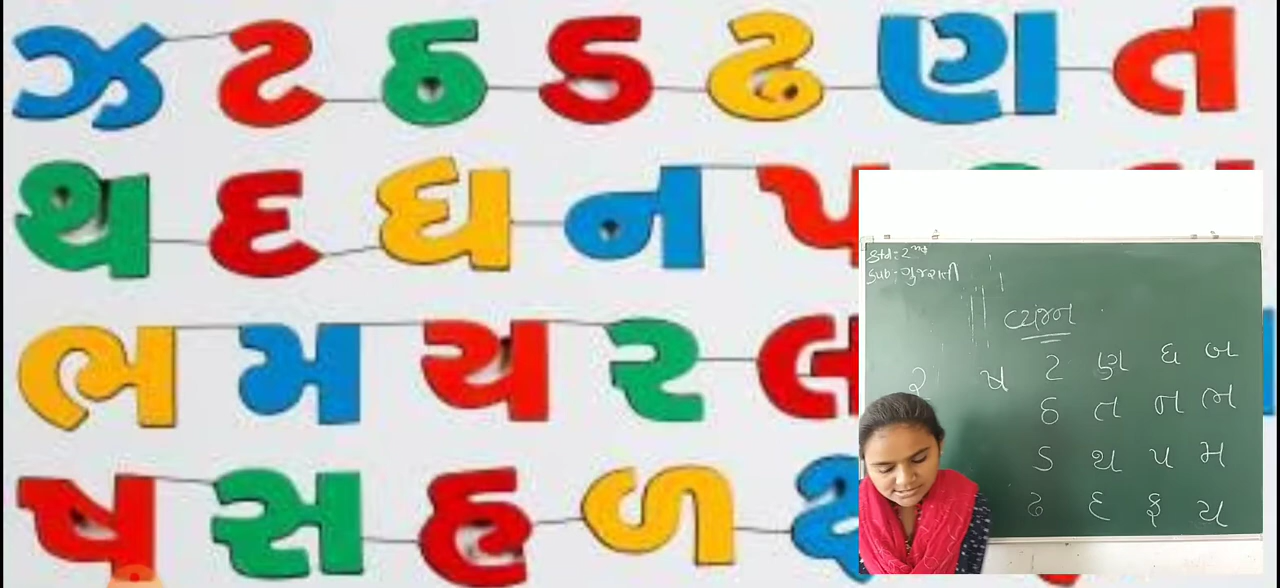 ઝ ટ ઠ ડ ઢ ણ ત
થ દ ધ ન પ
ભ મ ય ર લ
ષ સ હ ળ
Std:- 2nd
Sub:- ગુજરાતી
વ્યંજન
ર ષ ટ ણ ધ બ
ઠ ત ન ભ
ડ થ પ મ
ઢ દ ફ ય